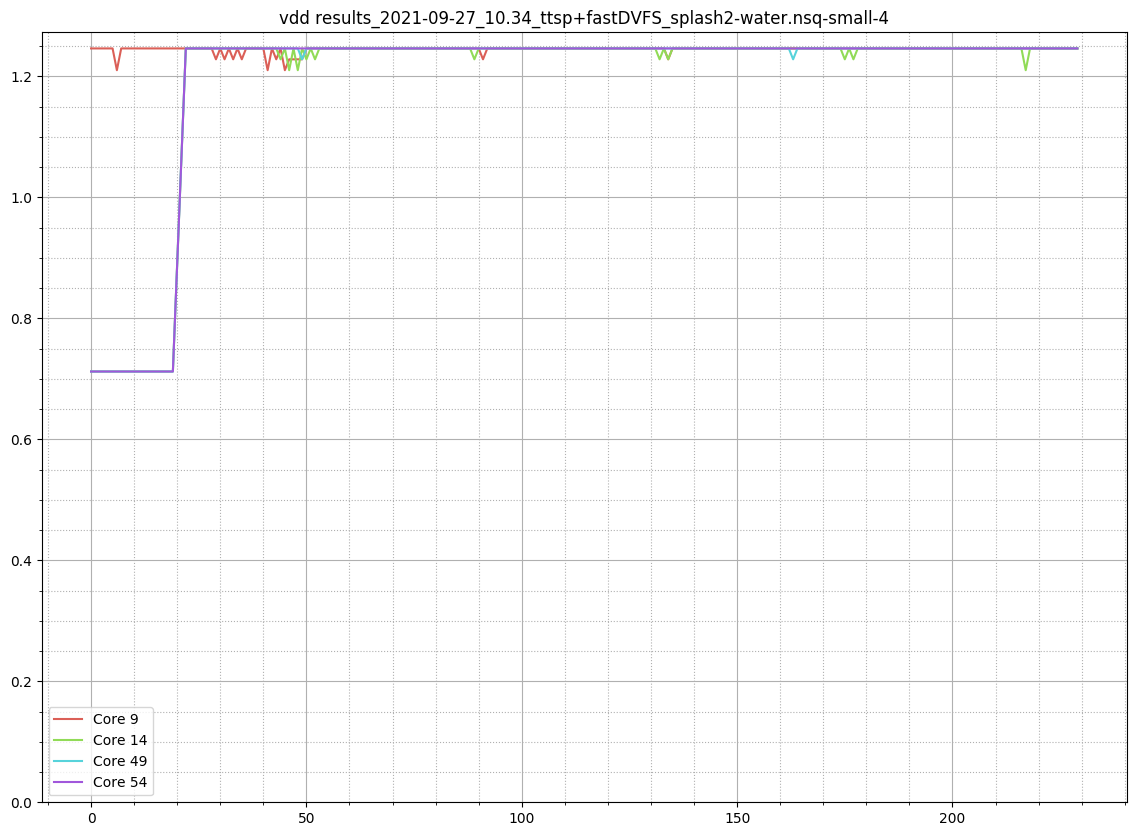 vdd results_2021-09-27_10.34_ttsp+fastDVFS_splash2-water.nsq-small-4
1.2
1.0
0.8
0.6
0.4
0.2
0.0
Core 9
Core 14
Core 49
Core 54
0 50 100 150 200